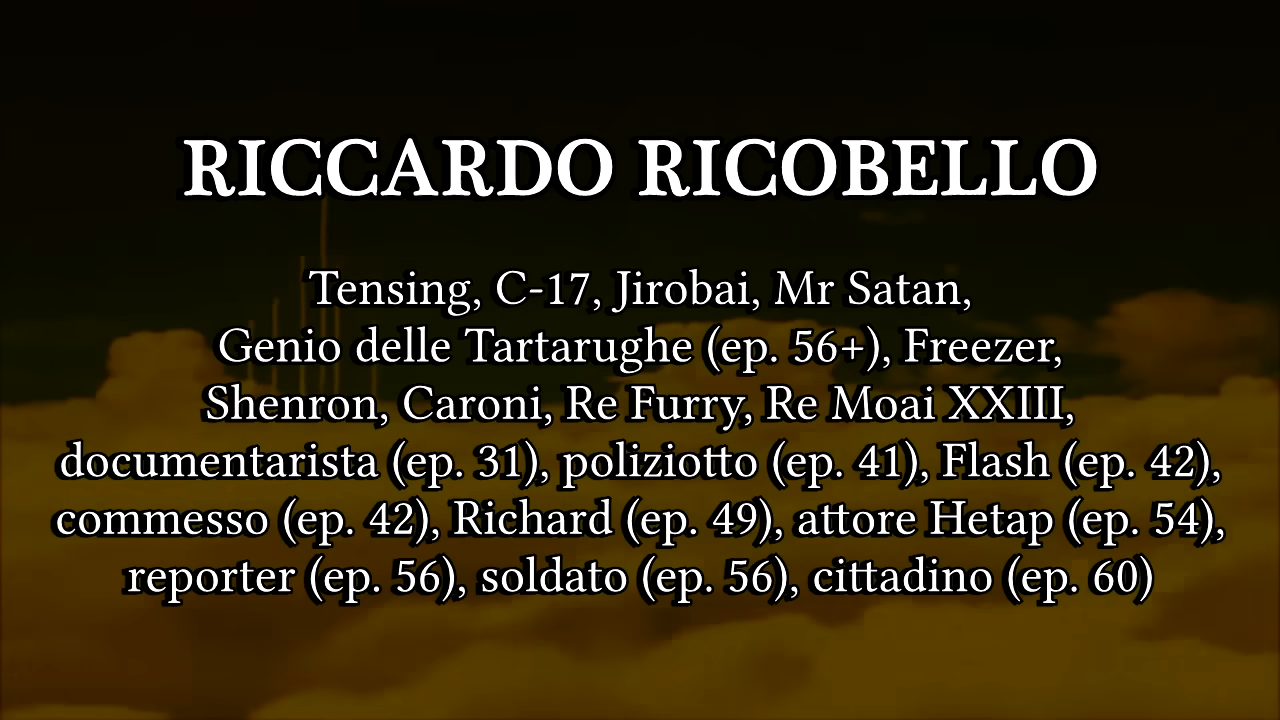 RICCARDO RICOBELLO
Tensing, C-17, Jirobai, Mr Satan,
Genio delle Tartarughe (ep. 56+), Freezer,
Shenron, Caroni, Re Furry, Re Moai XXIII,
documentarista (ep. 31), poliziotto (ep. 41), Flash (ep. 42),
commesso (ep. 42), Richard (ep. 49), attore Hetap (ep. 54),
reporter (ep. 56), soldato (ep. 56), cittadino (ep. 60)